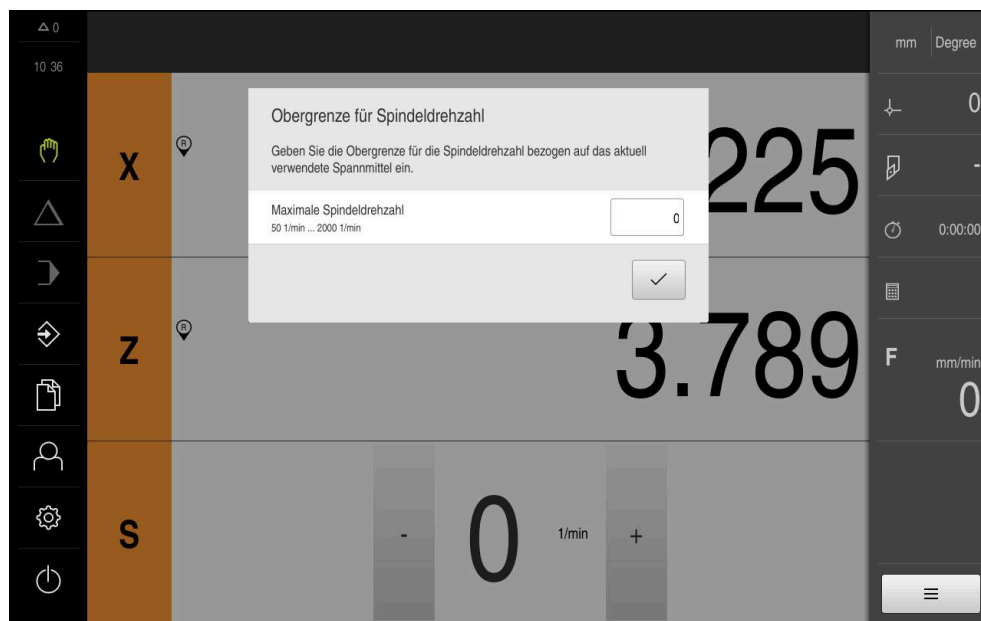 0
10 36
mm
Degree
Obergrenze für Spindeldrehzahl
Geben Sie die Obergrenze für die Spindeldrehzahl bezogen auf das aktuell
verwendete Spannmittel ein.
Maximale Spindeldrehzahl
50 1/min ... 2000 1/min
0
X
R
225
Z
R
3.789
S
-
0
1/min
+
0
-
0:00:00
F
mm/min
0